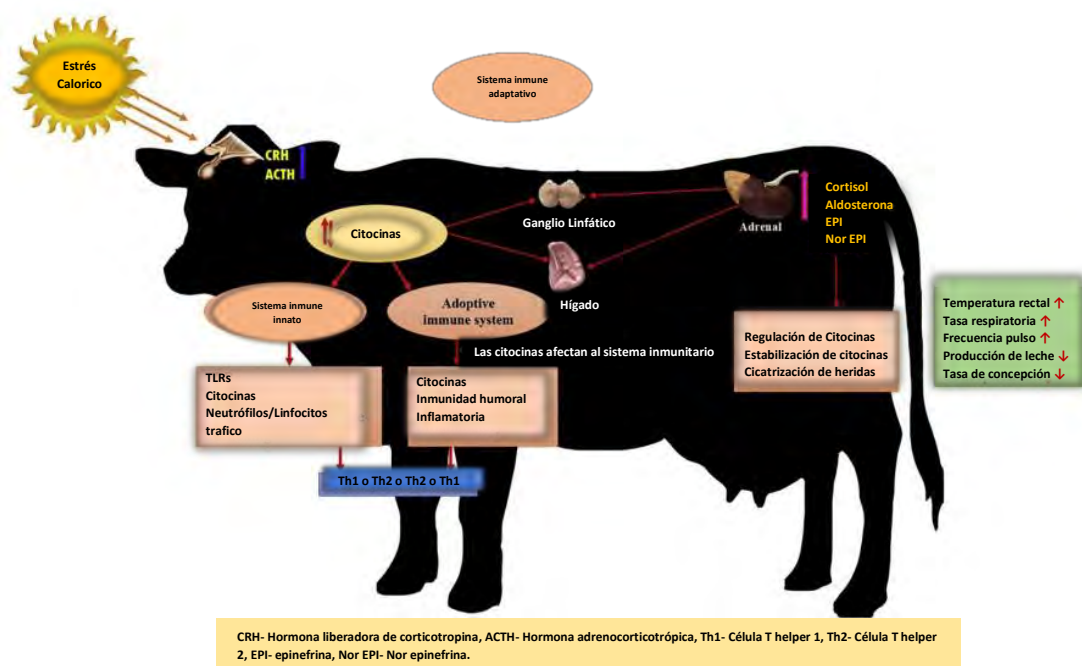 Estrés
Calorico
Sistema inmune
adaptativo
CRH
ACTH
Citocinas
Ganglio Linfático
Hígado
Adrenal
Cortisol
Aldosterona
EPI
Nor EPI
Sistema inmune
innato
Adoptive
immune system
Las citocinas afectan al sistema inmunitario
TLRs
Citocinas
Neutrófilos/Linfocitos
trafico
Citocinas
Inmunidad humoral
Inflamatoria
Th1 o Th2 o Th2 o Th1
Regulación de Citocinas
Estabilización de citocinas
Cicatrización de heridas
Temperatura rectal ↑
Tasa respiratoria ↑
Frecuencia pulso ↑
Producción de leche ↓
Tasa de concepción ↓
CRH- Hormona liberadora de corticotropina, ACTH- Hormona adrenocorticotrópica, Th1- Célula T helper 1, Th2- Célula T helper
2, EPI- epinefrina, Nor EPI- Nor epinefrina.